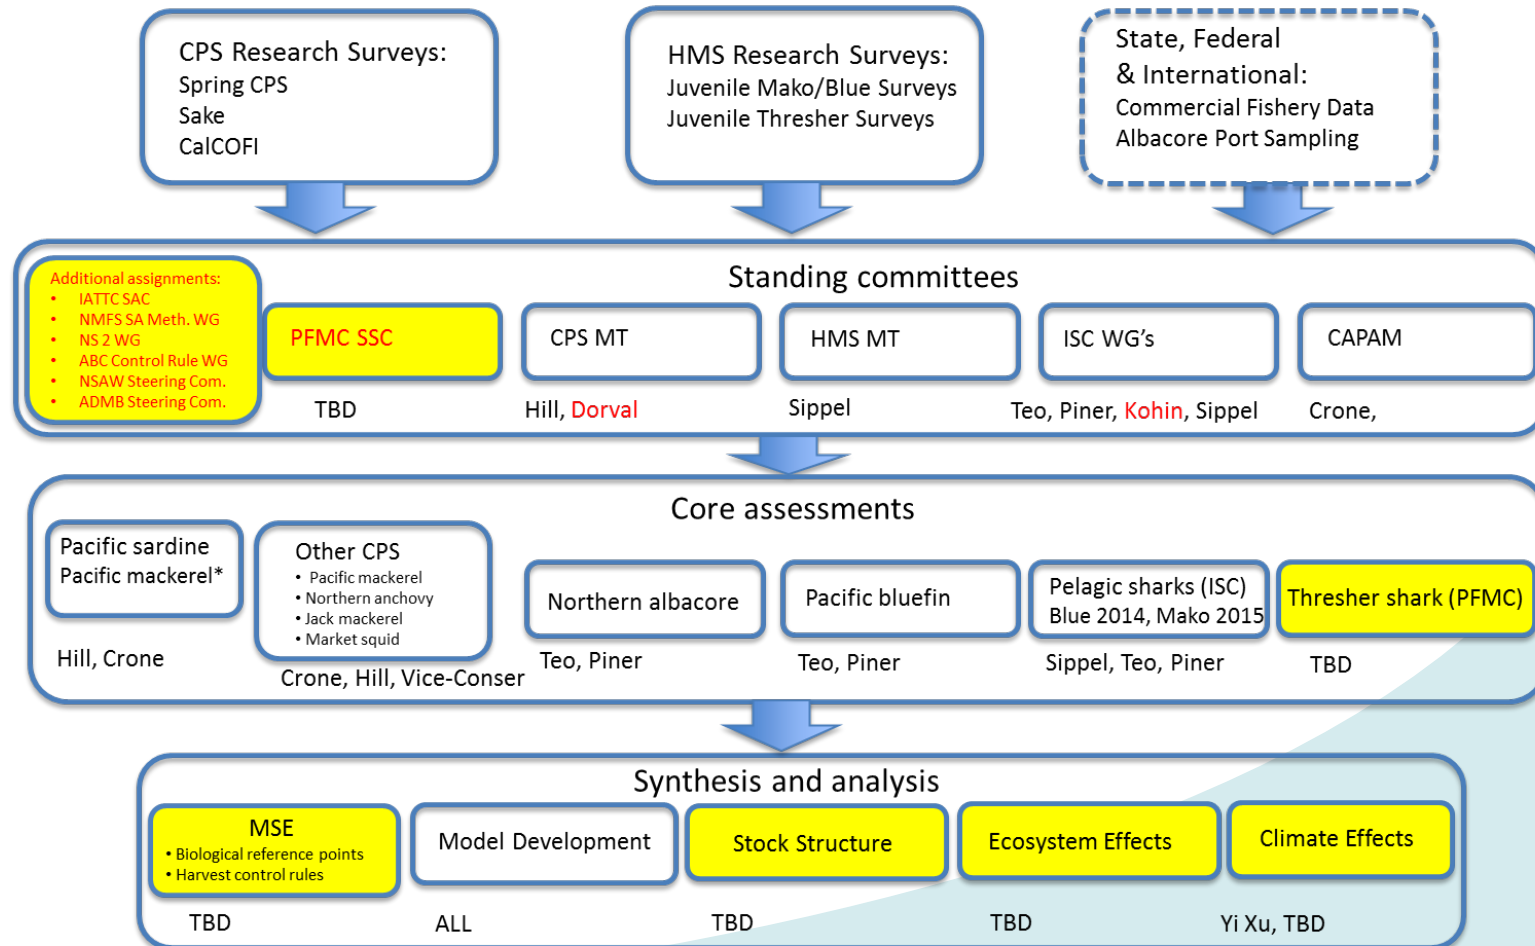 CPS Research Surveys:
Spring CPS
Sake
CalCOFI
HMS Research Surveys:
Juvenile Mako/Blue Surveys
Juvenile Thresher Surveys
State, Federal
& International:
Commercial Fishery Data
Albacore Port Sampling
Standing committees
Additional assignments:
• IATTC SAC
• NMFS SA Meth. WG
• NS 2 WG
• ABC Control Rule WG
• NSAW Steering Com.
• ADMB Steering Com.
PFMC SSC
TBD
CPS MT
Hill, Dorval
HMS MT
Sippel
ISC WG's
Teo, Piner, Kohin, Sippel
CAPAM
Crone,
Core assessments
Pacific sardine
Pacific mackerel*
Hill, Crone
Other CPS
• Pacific mackerel
• Northern anchovy
• Jack mackerel
• Market squid
Crone, Hill, Vice-Conser
Northern albacore
Teo, Piner
Pacific bluefin
Teo, Piner
Pelagic sharks (ISC)
Blue 2014, Mako 2015
Sippel, Teo, Piner
Thresher shark (PFMC)
TBD
Synthesis and analysis
MSE
• Biological reference points
• Harvest control rules
TBD
Model Development
ALL
Stock Structure
TBD
Ecosystem Effects
TBD
Climate Effects
Yi Xu, TBD